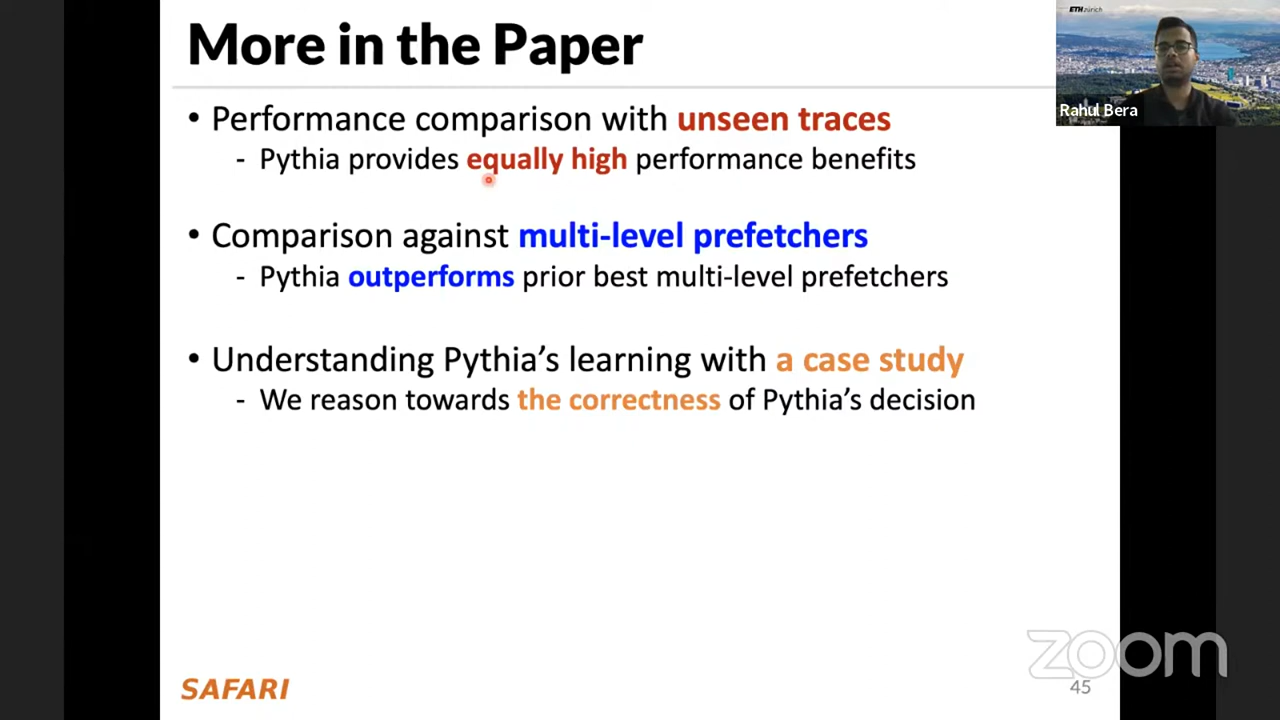 More in the Paper
• Performance comparison with unseen traces
- Pythia provides equally high performance benefits
• Comparison against multi-level prefetchers
- Pythia outperforms prior best multi-level prefetchers
• Understanding Pythia's learning with a case study
- We reason towards the correctness of Pythia's decision
SAFARI
45
zoom
ETH zürich
Rahul Bera